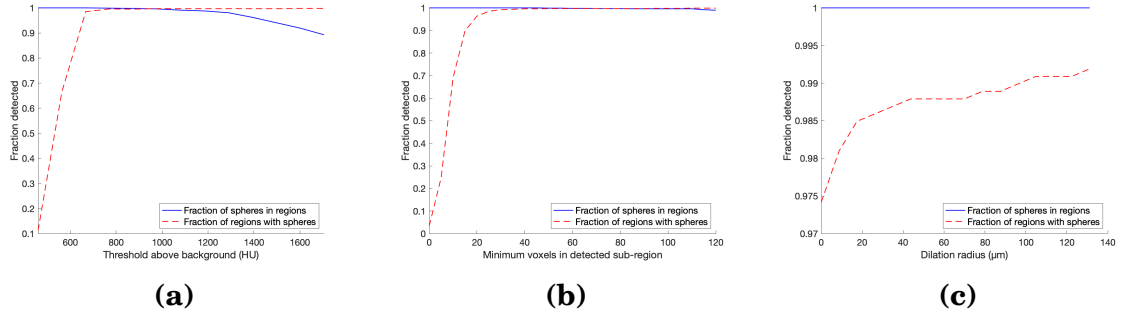 1
0.9
0.8
0.7
0.6
0.5
0.4
0.3
0.2
0.1
Fraction detected
600 800 1000 1200 1400 1600
Threshold above background (HU)
Fraction of spheres in regions
Fraction of regions with spheres
(a)
1
0.9
0.8
0.7
0.6
0.5
0.4
0.3
0.2
0.1
0
Fraction detected
0 20 40 60 80 100 120
Minimum voxels in detected sub-region
Fraction of spheres in regions
Fraction of regions with spheres
(b)
1
0.995
0.99
0.985
0.98
0.975
0.97
Fraction detected
0 20 40 60 80 100 120 140
Dilation radius (μm)
Fraction of spheres in regions
Fraction of regions with spheres
(c)